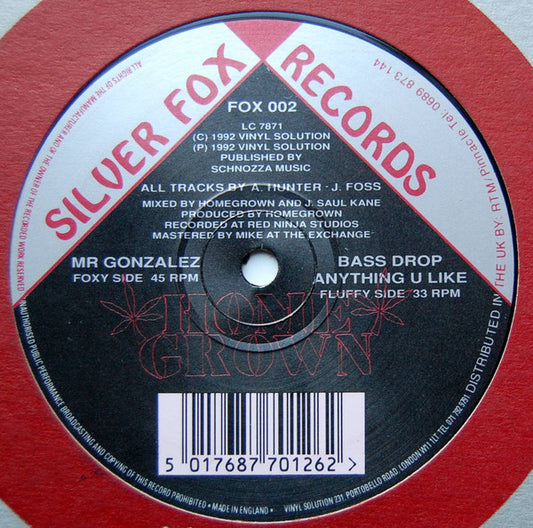 SILVER FOX
RECORDS
FOX 002
LC 7871
(C) 1992 VINYL SOLUTION
(P) 1992 VINYL SOLUTION
PUBLISHED BY
SCHNOZZA MUSIC
ALL TRACKS BY A. HUNTER - J. FOSS
MIXED BY HOMEGROWN AND J. SAUL KANE
PRODUCED BY HOMEGROWN
RECORDED AT RED NINJA STUDIOS
MASTERED BY MIKE AT THE EXCHANGE
MR GONZALEZ
FOXY SIDE 45 RPM
BASS DROP
ANYTHING U LIKE
FLUFFY SIDE 33 RPM
HOME
GROWN
5 017687 701262 >
ALL RIGHTS OF THE MANUFACTURER AND OF THE OWNER OF THE RECORDED WORK RESERVED
UNAUTHORISED PUBLIC PERFORMANCE BROADCASTING AND COPYING OF THIS RECORD PROHIBITED • MADE IN ENGLAND •
VINYL SOLUTION 231, PORTOBELLO ROAD, LONDON W11 1LT TEL 071 792 9791
DISTRIBUTED IN THE UK BY: RTM/Pinnacle Tel: 0689 873 144